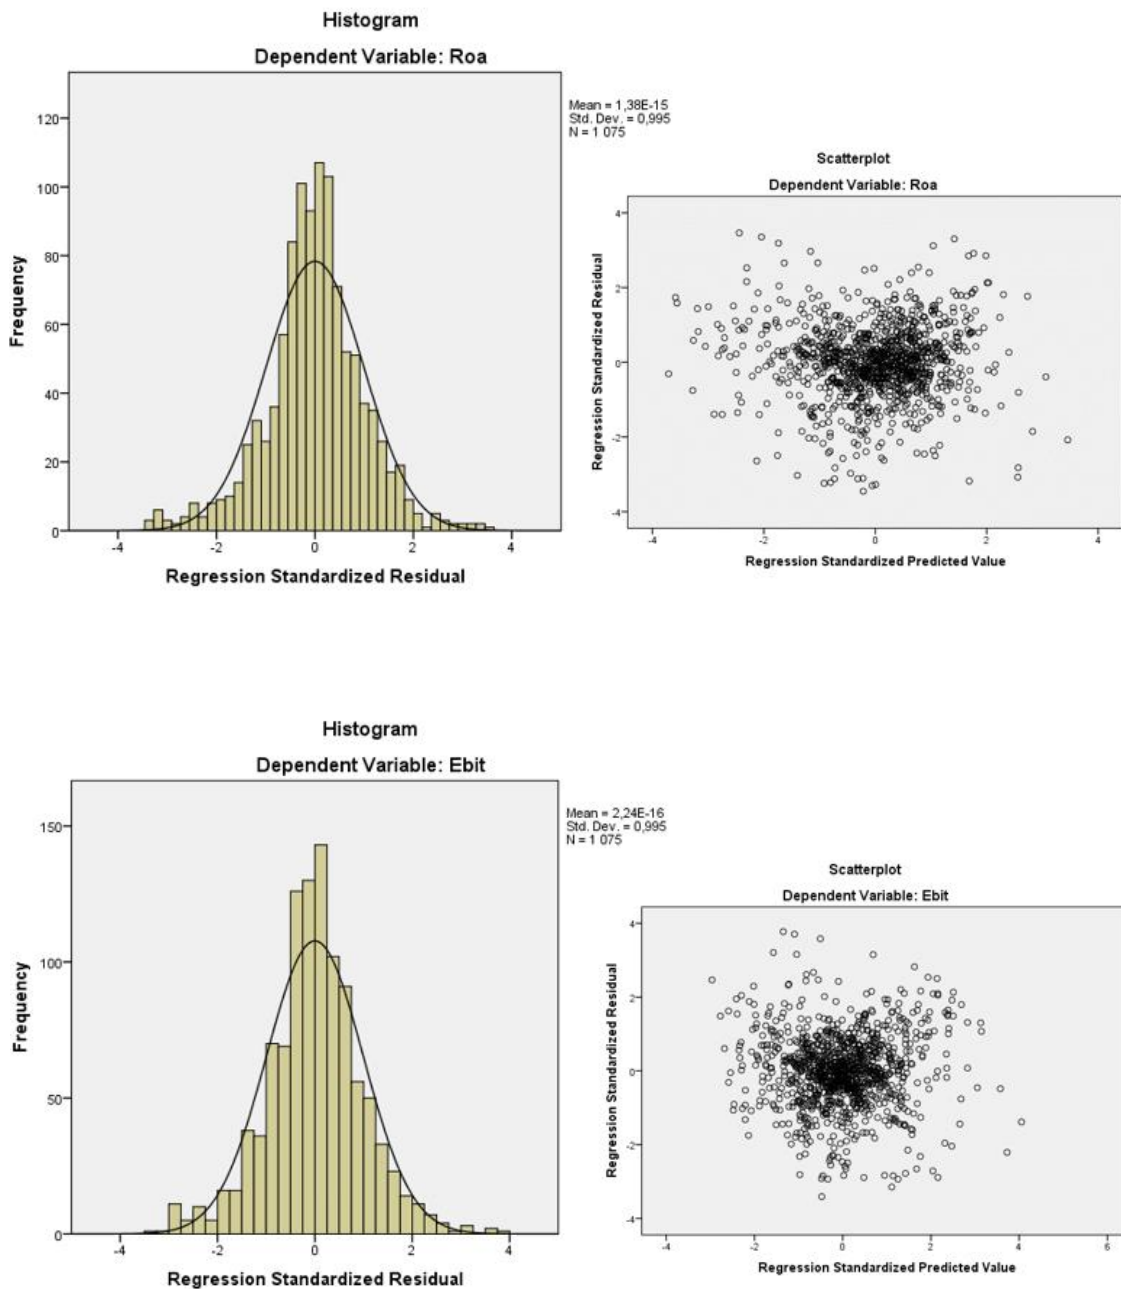 Histogram
Dependent Variable: Roa
Mean = 1,38E-15
Std. Dev. = 0,995
N = 1 075
120
100
80
60
40
20
0
Frequency
-4 -2 0 2 4
Regression Standardized Residual
Scatterplot
Dependent Variable: Roa
4
2
0
-2
-4
Regression Standardized Residual
-4 -2 0 2 4
Regression Standardized Predicted Value
Histogram
Dependent Variable: Ebit
Mean = 2,24E-16
Std. Dev. = 0,995
N = 1 075
150
100
50
0
Frequency
-4 -2 0 2 4
Regression Standardized Residual
Scatterplot
Dependent Variable: Ebit
4
2
0
-2
-4
Regression Standardized Residual
-4 -2 0 2 4 6
Regression Standardized Predicted Value